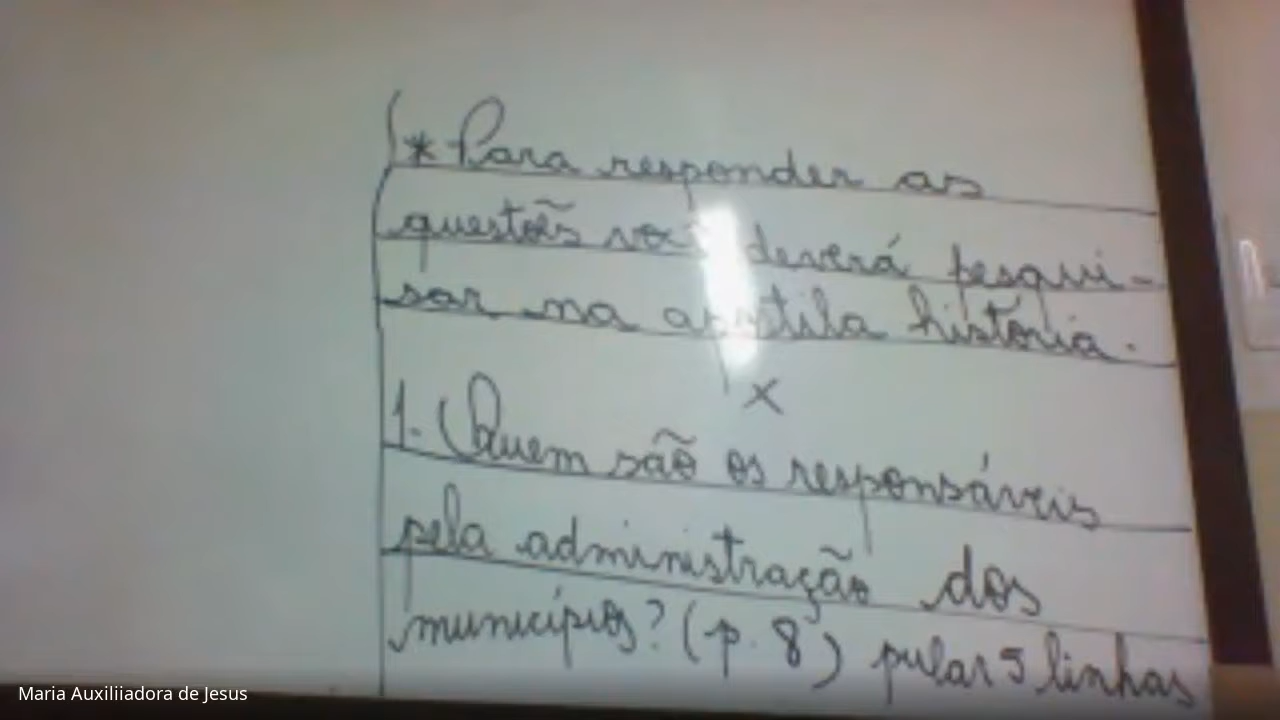 * Para responder as
questões você deverá pesqui-
sar na apostila história.
x
1. Quem são os responsáveis
pela administração dos
municípios? (p. 8) pular 5 linhas
Maria Auxiliiadora de Jesus